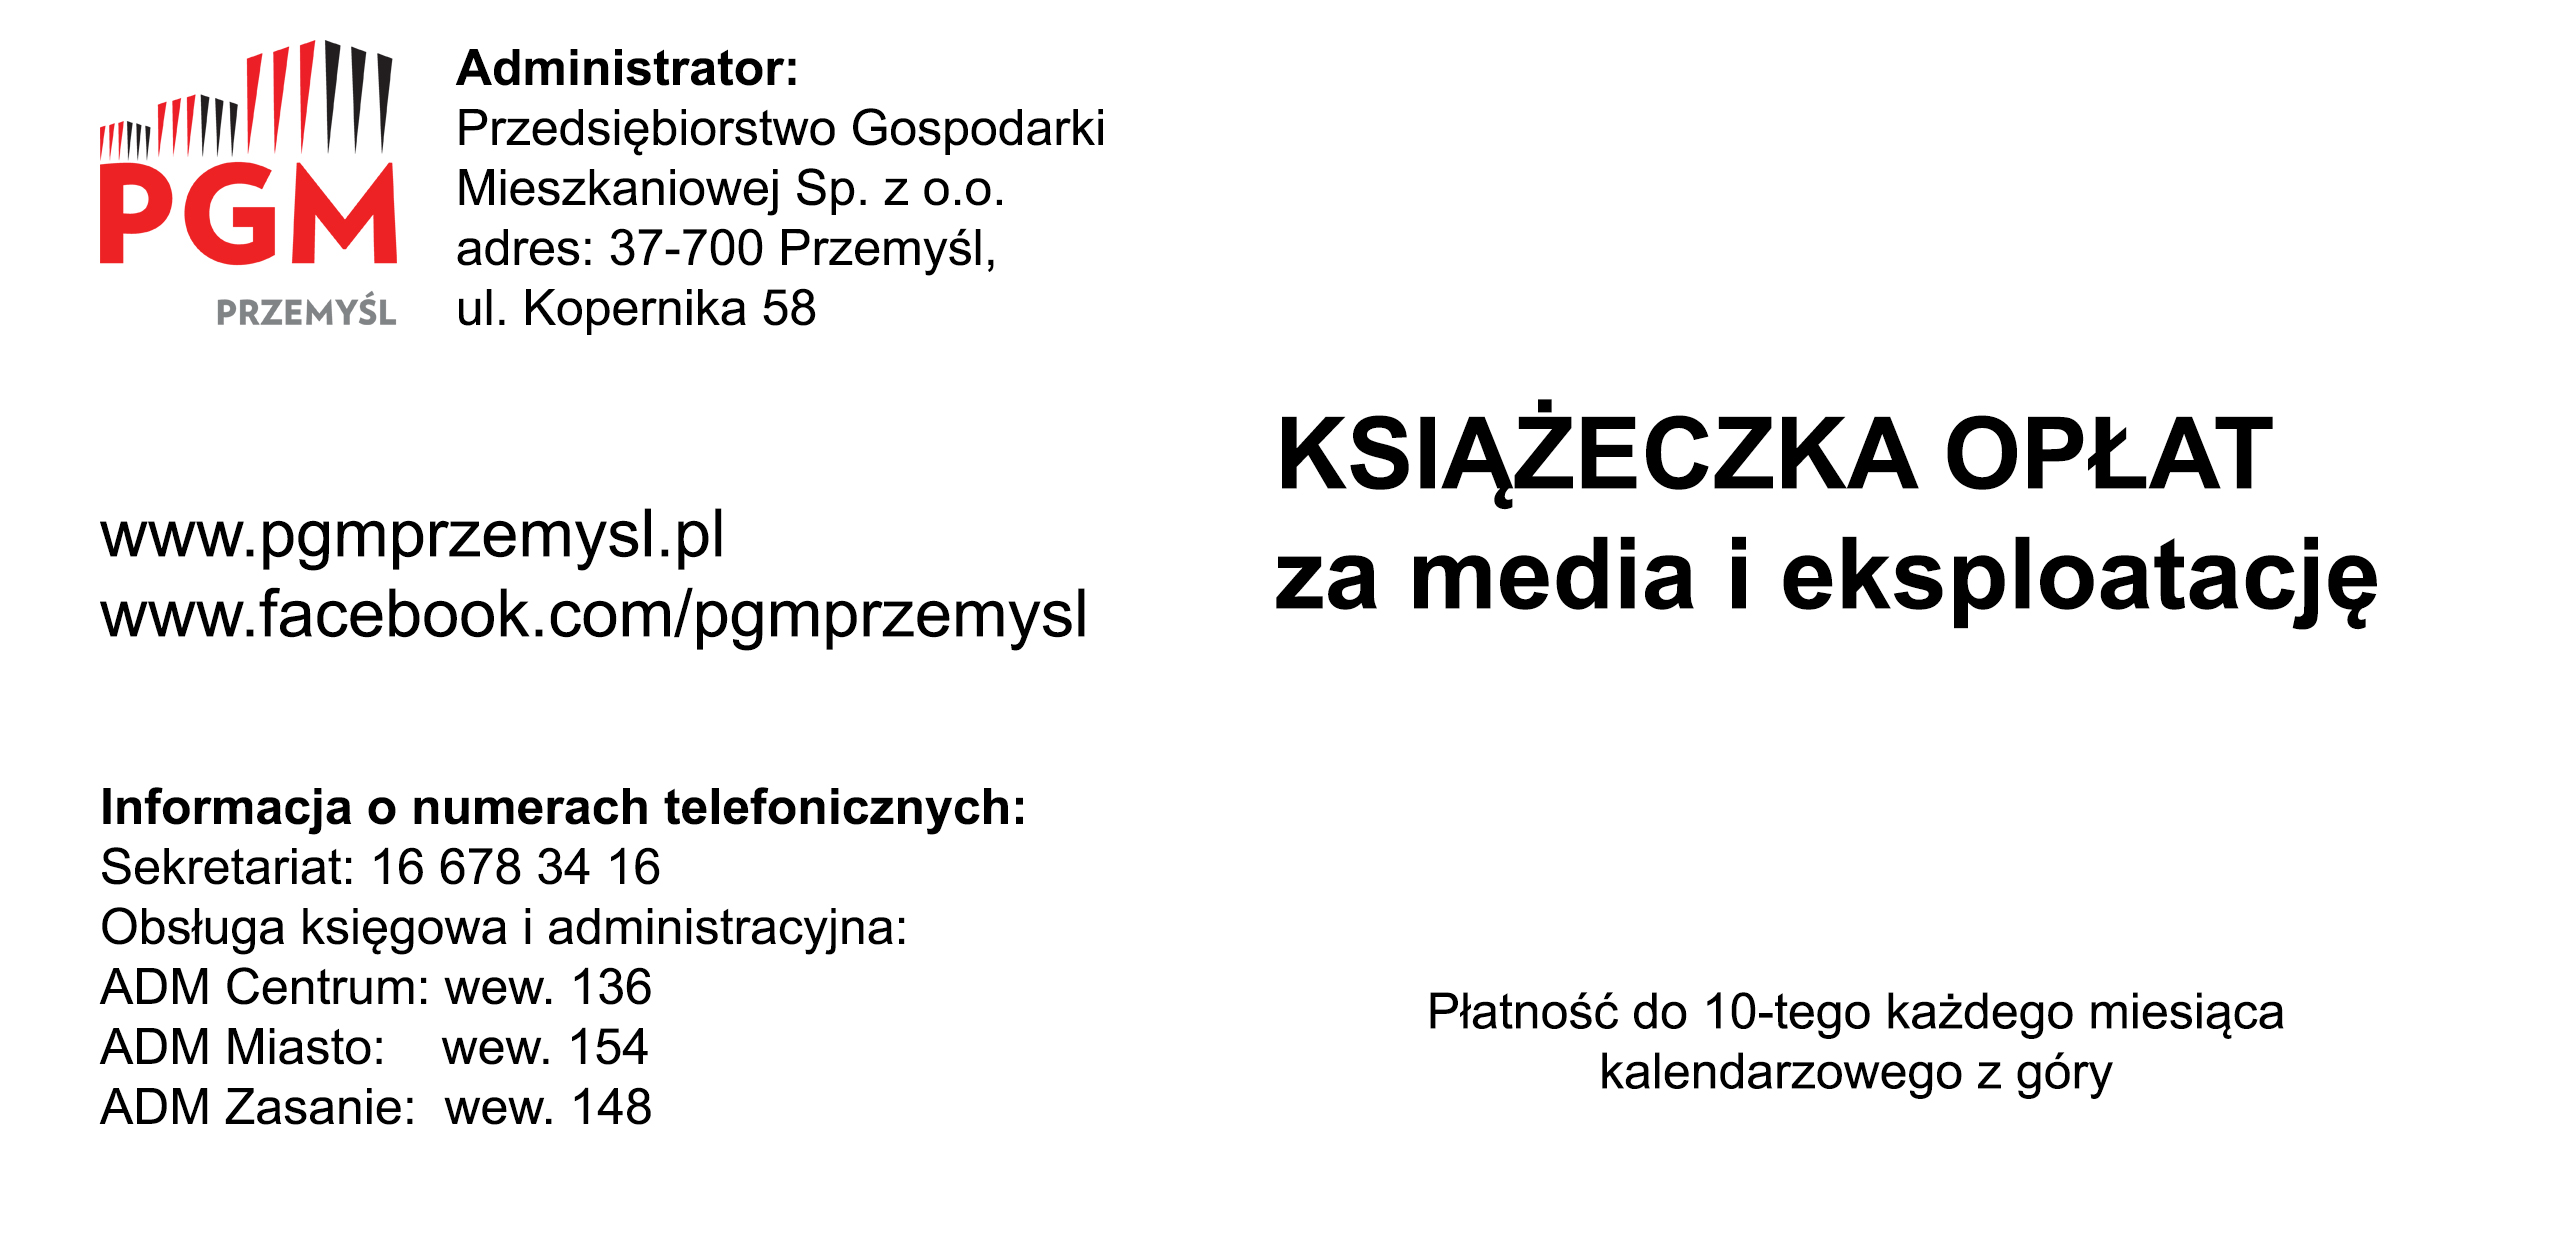 PGM
PRZEMYŚL
Administrator:
Przedsiębiorstwo Gospodarki
Mieszkaniowej Sp. z o.o.
adres: 37-700 Przemyśl,
ul. Kopernika 58
www.pgmprzemysl.pl
www.facebook.com/pgmprzemysl
Informacja o numerach telefonicznych:
Sekretariat: 16 678 34 16
Obsługa księgowa i administracyjna:
ADM Centrum: wew. 136
ADM Miasto: wew. 154
ADM Zasanie: wew. 148
KSIĄŻECZKA OPŁAT
za media i eksploatację
Płatność do 10-tego każdego miesiąca
kalendarzowego z góry